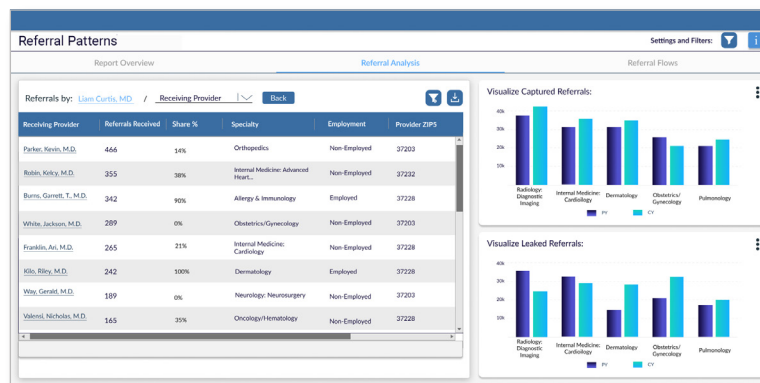 Referral Patterns
Settings and Filters:
i
Report Overview
Referral Analysis
Referral Flows
Referrals by: Liam Curtis, MD / Receiving Provider Back
Receiving Provider Referrals Received Share % Specialty Employment Provider ZIP5
Parker, Kevin, M.D. 466 14% Orthopedics Non-Employed 37203
Robin, Kelcy, M.D. 355 38% Internal Medicine: Advanced Heart... Non-Employed 37232
Burns, Garrett, T., M.D. 342 90% Allergy & Immunology Employed 37228
White, Jackson, M.D. 289 0% Obstetrics/Gynecology Non-Employed 37203
Franklin, Ari, M.D. 265 21% Internal Medicine: Cardiology Non-Employed 37228
Kilo, Riley, M.D. 242 100% Dermatology Employed 37228
Way, Gerald, M.D. 189 0% Neurology: Neurosurgery Non-Employed 37203
Valensi, Nicholas, M.D. 165 35% Oncology/Hematology Non-Employed 37228
Visualize Captured Referrals:
40k
30k
20k
10k
Radiology: Diagnostic Imaging
Internal Medicine: Cardiology
Dermatology
Obstetrics/ Gynecology
Pulmonology
PY CY
Visualize Leaked Referrals:
40k
30k
20k
10k
Radiology: Diagnostic Imaging
Internal Medicine: Cardiology
Dermatology
Obstetrics/ Gynecology
Pulmonology
PY CY